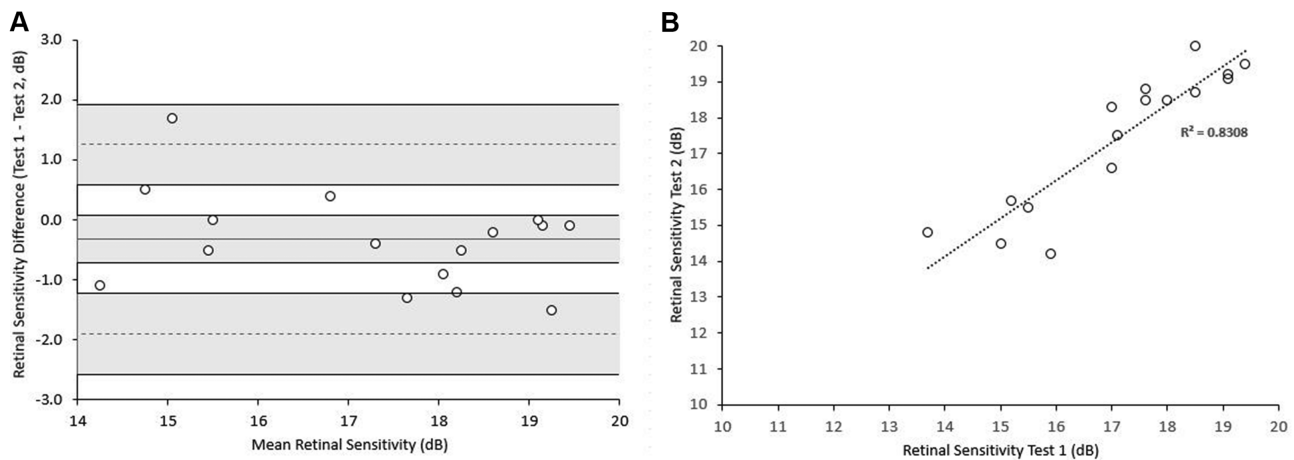 A
Retinal Sensitivity Difference (Test 1 - Test 2, dB)
3.0
2.0
1.0
0.0
-1.0
-2.0
-3.0
14 15 16 17 18 19 20
Mean Retinal Sensitivity (dB)
B
Retinal Sensitivity Test 2 (dB)
20
19
18
17
16
15
14
13
12
11
10
R² = 0.8308
10 11 12 13 14 15 16 17 18 19 20
Retinal Sensitivity Test 1 (dB)